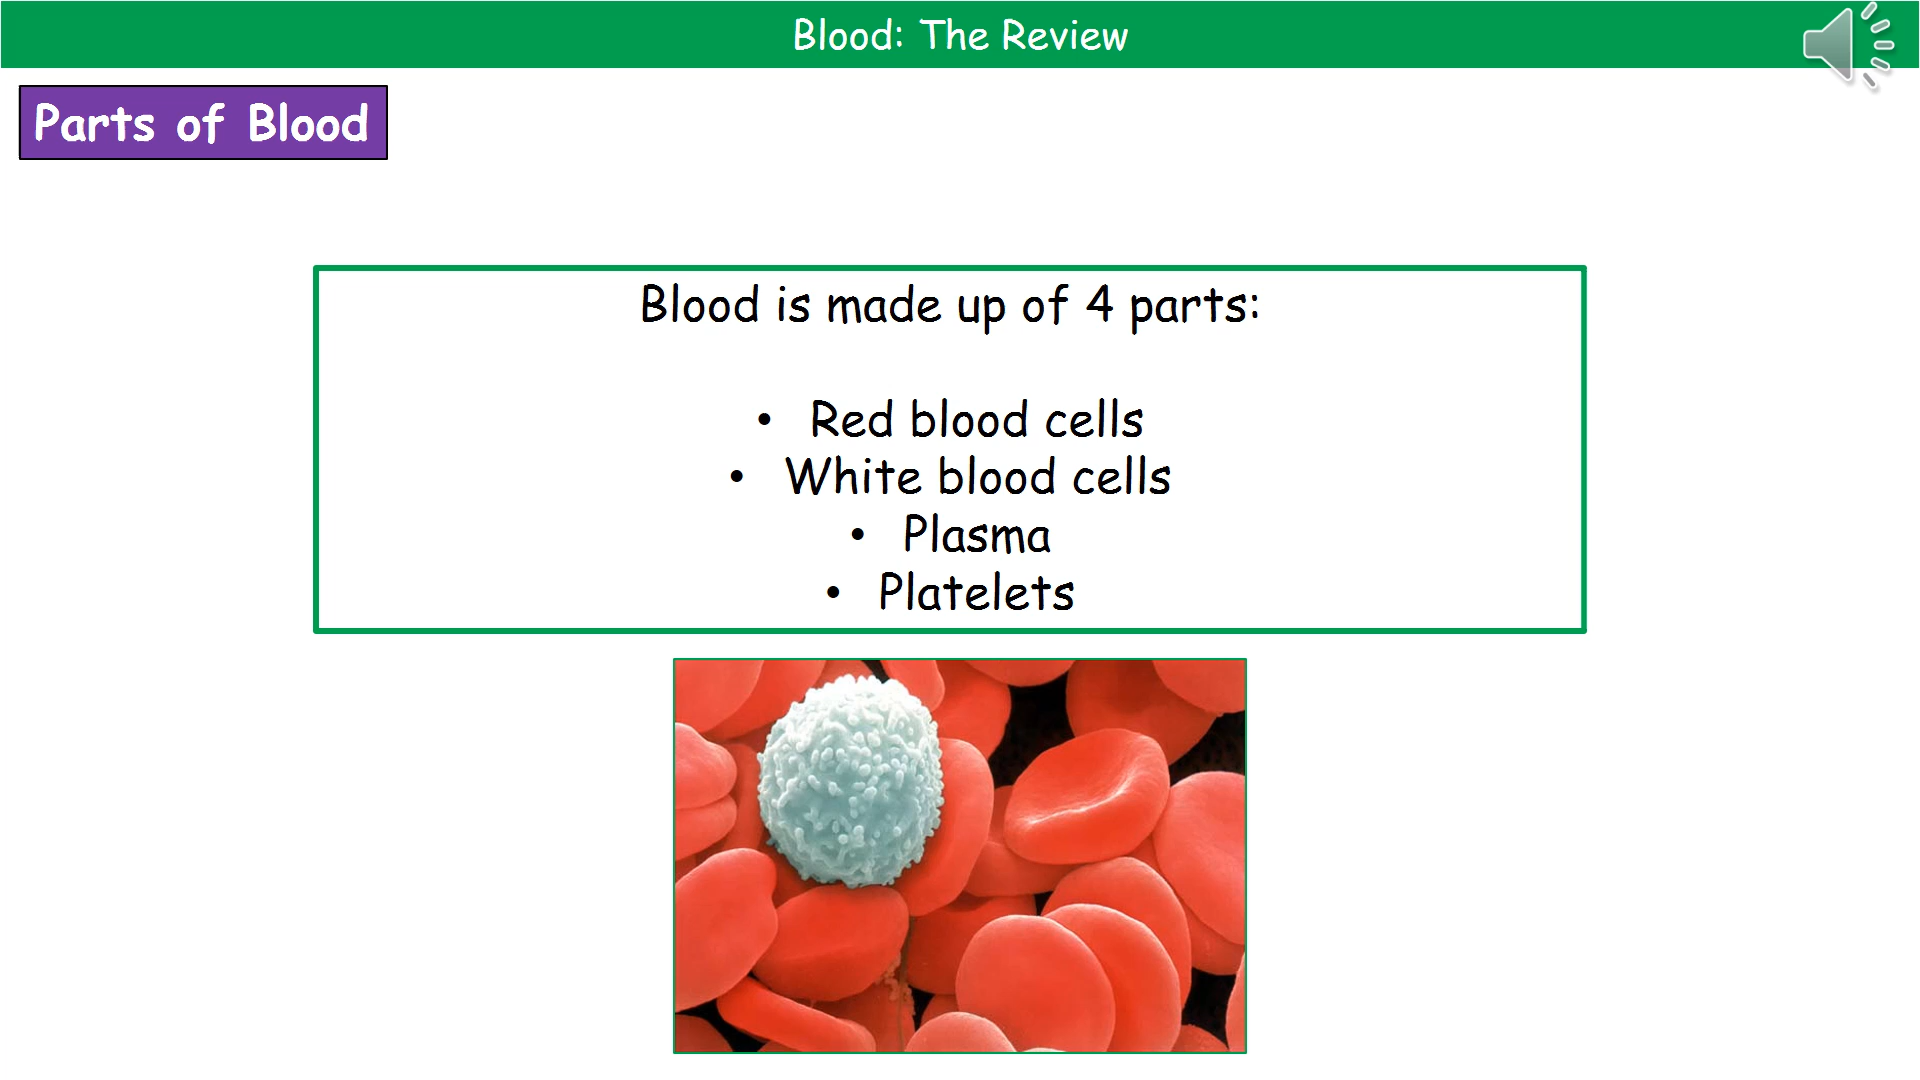 Blood: The Review
Parts of Blood
Blood is made up of 4 parts:
• Red blood cells
• White blood cells
• Plasma
• Platelets